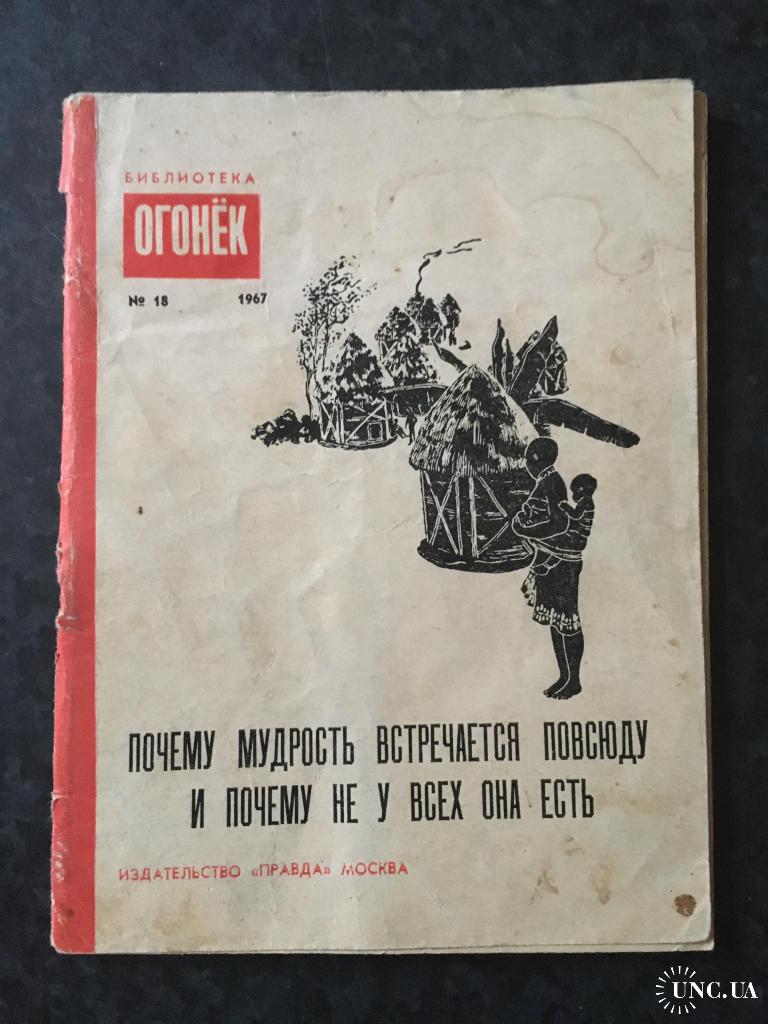 БИБЛИОТЕКА
ОГОНЁК
№ 18 1967
ПОЧЕМУ МУДРОСТЬ ВСТРЕЧАЕТСЯ ПОВСЮДУ
И ПОЧЕМУ НЕ У ВСЕХ ОНА ЕСТЬ
ИЗДАТЕЛЬСТВО «ПРАВДА» МОСКВА
UNC.UA